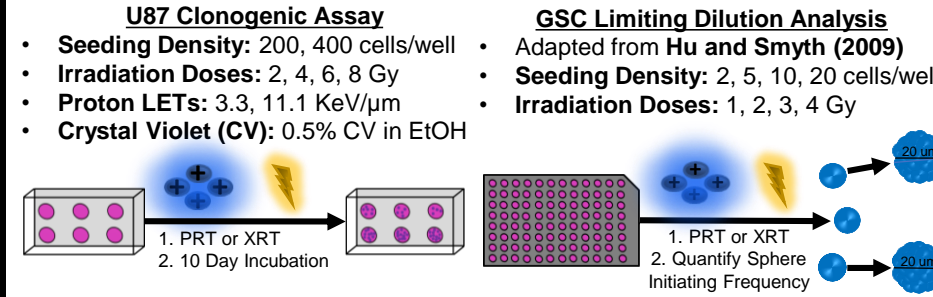 U87 Clonogenic Assay
• Seeding Density: 200, 400 cells/well
• Irradiation Doses: 2, 4, 6, 8 Gy
• Proton LETs: 3.3, 11.1 KeV/µm
• Crystal Violet (CV): 0.5% CV in EtOH
+ + + +
1. PRT or XRT
2. 10 Day Incubation
GSC Limiting Dilution Analysis
• Adapted from Hu and Smyth (2009)
• Seeding Density: 2, 5, 10, 20 cells/wel
• Irradiation Doses: 1, 2, 3, 4 Gy
+ + + +
1. PRT or XRT
2. Quantify Sphere
Initiating Frequency
20 um
20 um